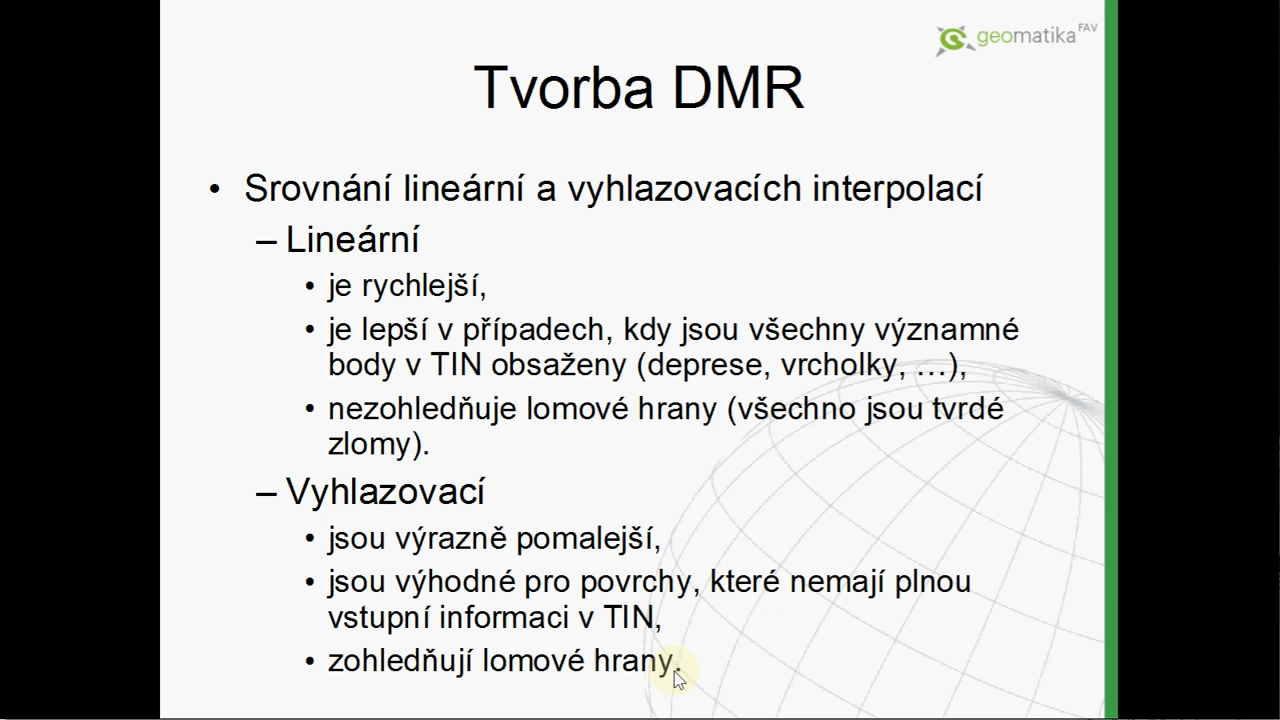 geomatika FAV
Tvorba DMR
• Srovnání lineární a vyhlazovacích interpolací
– Lineární
• je rychlejší,
• je lepší v případech, kdy jsou všechny významné
body v TIN obsaženy (deprese, vrcholky, …),
• nezohledňuje lomové hrany (všechno jsou tvrdé
zlomy).
– Vyhlazovací
• jsou výrazně pomalejší,
• jsou výhodné pro povrchy, které nemají plnou
vstupní informaci v TIN,
• zohledňují lomové hrany.